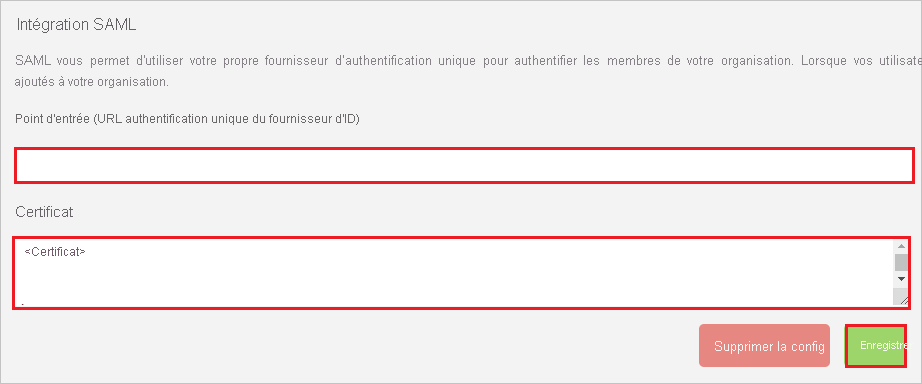 Intégration SAML
SAML vous permet d'utiliser votre propre fournisseur d'authentification unique pour authentifier les membres de votre organisation. Lorsque vos utilisate
ajoutés à votre organisation.
Point d'entrée (URL authentification unique du fournisseur d'ID)
Certificat
<Certificat>
Supprimer la config
Enregistre